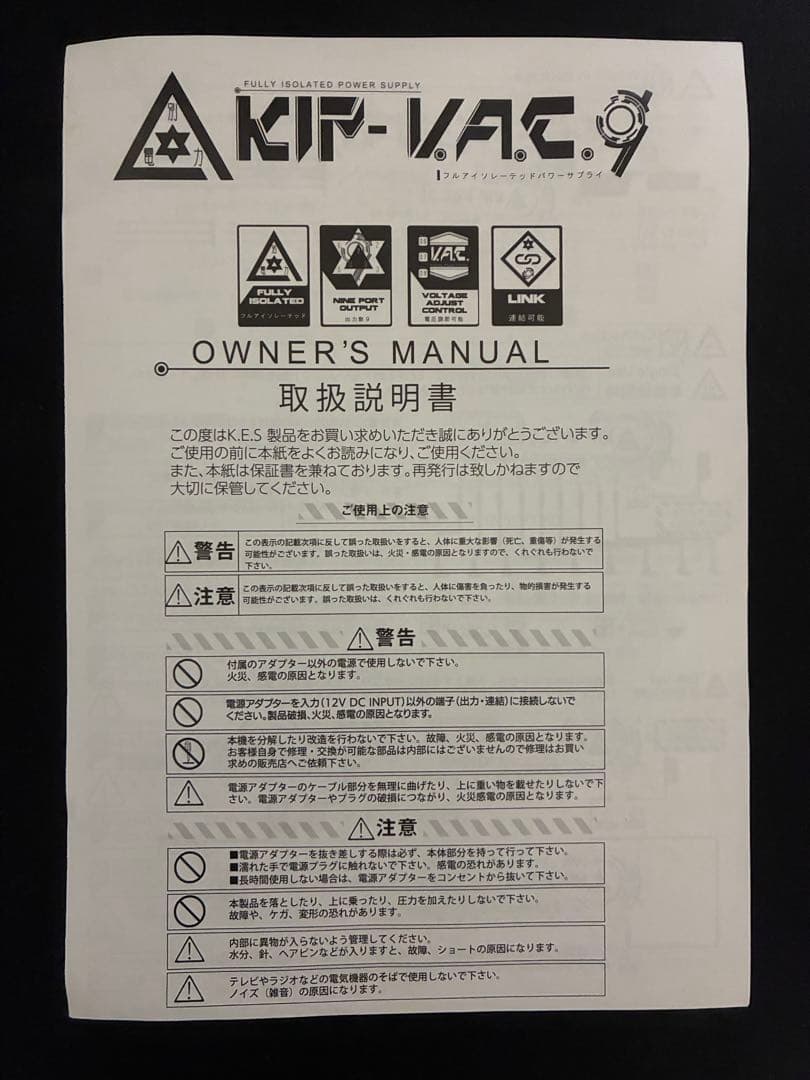 FULLY ISOLATED POWER SUPPLY
別
電 力
KIP-V.A.C.9
フルアイソレーテッドパワーサプライ
FULLY
ISOLATED
フルアイソレーテッド
NINE PORT
OUTPUT
出力数9
V.A.C.
VOLTAGE
ADJUST
CONTROL
電圧調節可能
LINK
連結可能
OWNER'S MANUAL
取扱説明書
この度はK.E.S 製品をお買い求めいただき誠にありがとうございます。
ご使用の前に本紙をよくお読みになり、ご使用ください。
また、本紙は保証書を兼ねております。再発行は致しかねますので
大切に保管してください。
ご使用上の注意
警告
この表示の記載次項に反して誤った取扱いをすると、人体に重大な影響（死亡、重傷等）が発生する
可能性がございます。誤った取扱いは、火災・感電の原因となりますので、くれぐれも行わないで
下さい。
注意
この表示の記載次項に反して誤った取扱いをすると、人体に傷害を負ったり、物的損害が発生する
可能性がございます。誤った取扱いは、くれぐれも行わないで下さい。
警告
付属のアダプター以外の電源で使用しないで下さい。
火災、感電の原因となります。
電源アダプターを入力(12V DC INPUT)以外の端子(出力・連結)に接続しないで
ください。製品破損、火災、感電の原因となります。
本機を分解したり改造を行わないで下さい。故障、火災、感電の原因となります。
お客様自身で修理・交換が可能な部品は内部にはございませんので修理はお買い
求めの販売店へご依頼下さい。
電源アダプターのケーブル部分を無理に曲げたり、上に重い物を載せたりしないで下
さい。電源アダプターやプラグの破損につながり、火災感電の原因となります。
注意
■電源アダプターを抜き差しする際は必ず、本体部分を持って行って下さい。
■濡れた手で電源プラグに触れないで下さい。感電の恐れがあります。
■長時間使用しない場合は、電源アダプターをコンセントから抜いて下さい。
本製品を落としたり、上に乗ったり、圧力を加えたりしないで下さい。
故障や、ケガ、変形の恐れがあります。
内部に異物が入らないよう管理してください。
水分、針、ヘアピンなどが入りますと、故障、ショートの原因になります。
テレビやラジオなどの電気機器のそばで使用しないで下さい。
ノイズ（雑音）の原因になります。